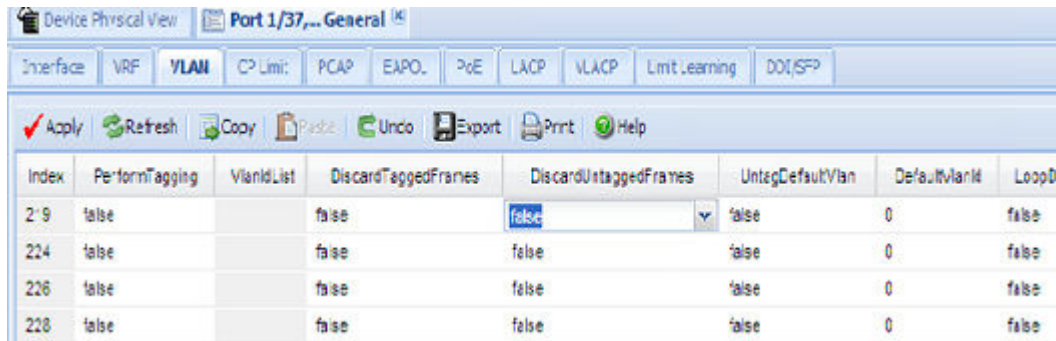 Device Physical View Port 1/37,... General
Interface VRF VLAN CP Limit PCAP EAPOL PoE LACP VLACP Limit Learning DDI/SFP
Apply Refresh Copy Paste Undo Export Print Help
Index PerformTagging VlanIdList DiscardTaggedFrames DiscardUntaggedFrames UntagDefaultVlan DefaultVlanId LoopD
219 false false false false 0 false
224 false false false false 0 false
226 false false false false 0 false
228 false false false false 0 false